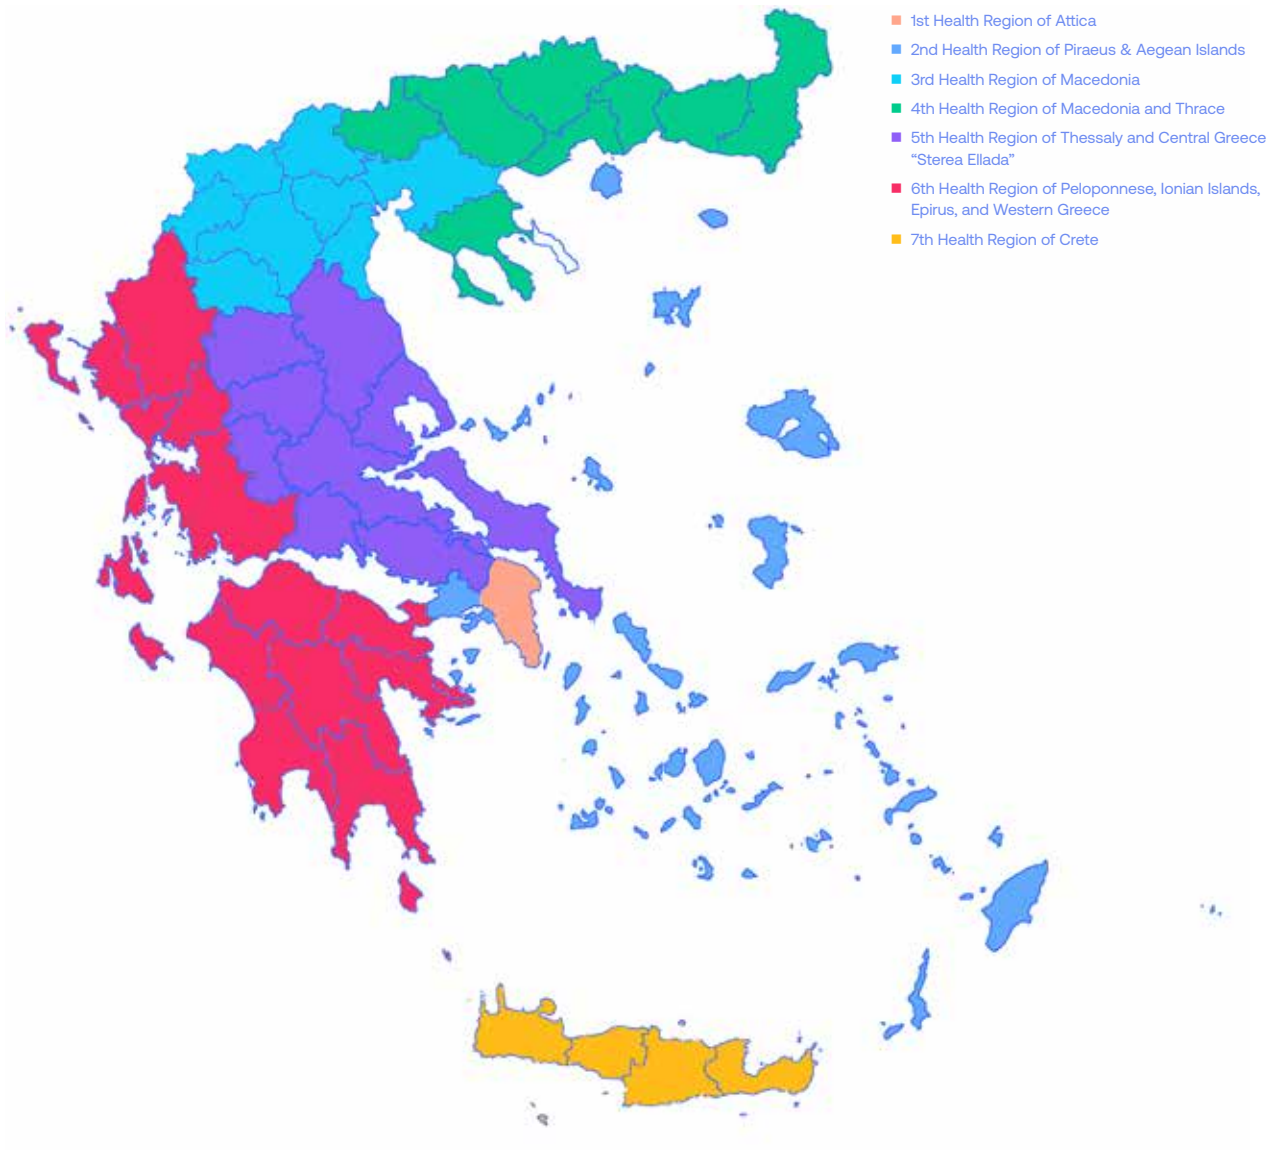 1st Health Region of Attica
2nd Health Region of Piraeus & Aegean Islands
3rd Health Region of Macedonia
4th Health Region of Macedonia and Thrace
5th Health Region of Thessaly and Central Greece
“Sterea Ellada”
6th Health Region of Peloponnese, Ionian Islands,
Epirus, and Western Greece
7th Health Region of Crete